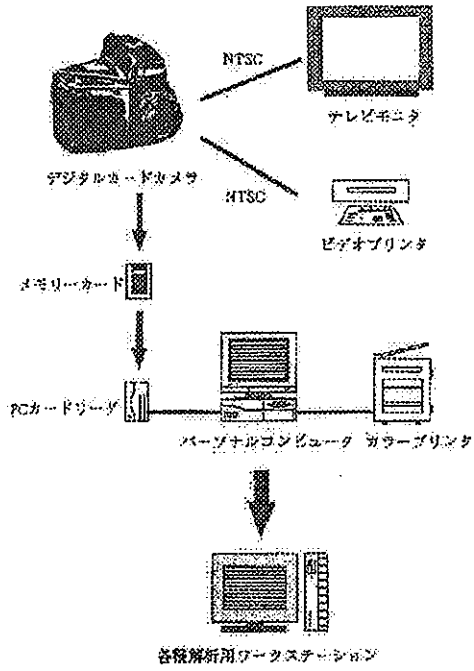 NTSC
テレビモニタ
デジタルカードカメラ
NTSC
ビデオプリンタ
メモリーカード
PCカードリーダ
パーソナルコンピュータ カラープリンタ
各種解析用ワークステーション